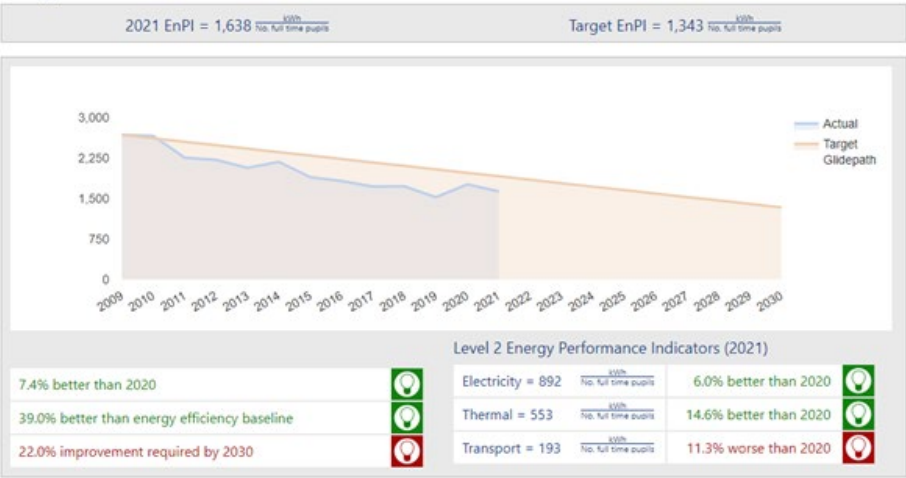 2021 EnPI = 1,638 kWh / No. full time pupils
Target EnPI = 1,343 kWh / No. full time pupils
3,000
2,250
1,500
750
0
2009 2010 2011 2012 2013 2014 2015 2016 2017 2018 2019 2020 2021 2022 2023 2024 2025 2026 2027 2028 2029 2030
Actual
Target
Glidepath
7.4% better than 2020
39.0% better than energy efficiency baseline
22.0% improvement required by 2030
Level 2 Energy Performance Indicators (2021)
Electricity = 892 kWh / No. full time pupils 6.0% better than 2020
Thermal = 553 kWh / No. full time pupils 14.6% better than 2020
Transport = 193 kWh / No. full time pupils 11.3% worse than 2020